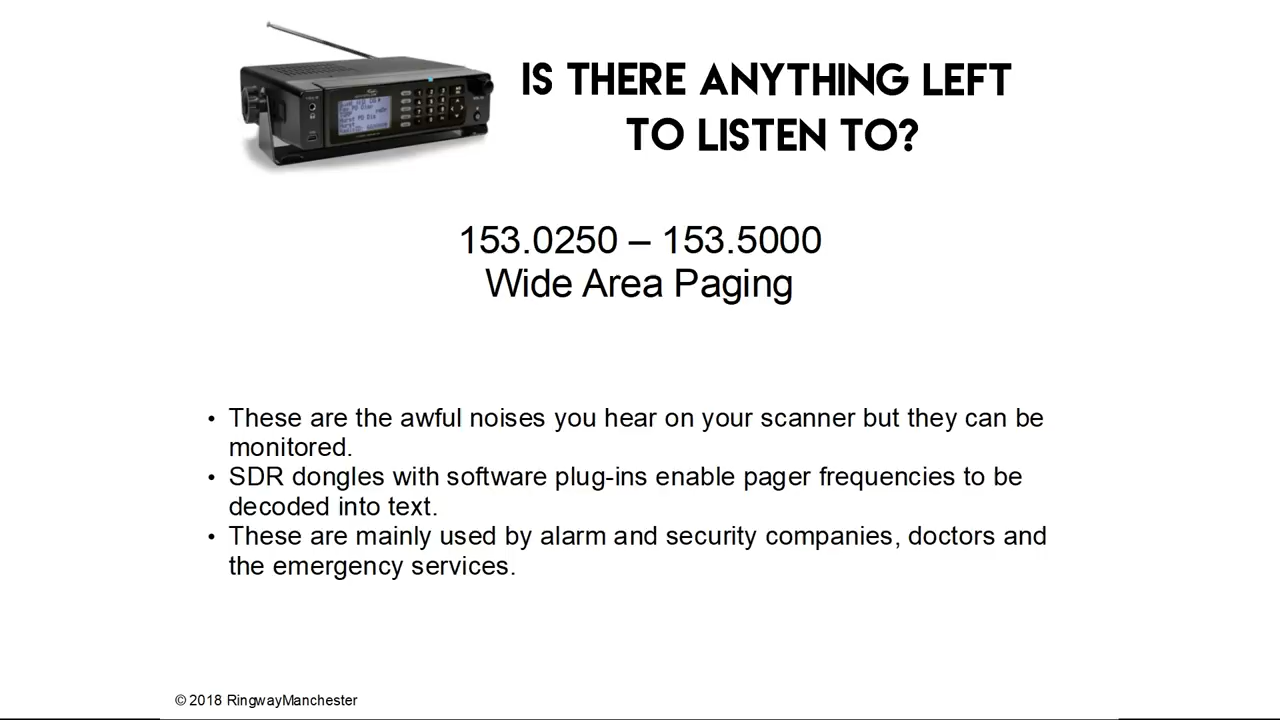 IS THERE ANYTHING LEFT
TO LISTEN TO?
153.0250 – 153.5000
Wide Area Paging
• These are the awful noises you hear on your scanner but they can be
monitored.
• SDR dongles with software plug-ins enable pager frequencies to be
decoded into text.
• These are mainly used by alarm and security companies, doctors and
the emergency services.
© 2018 RingwayManchester